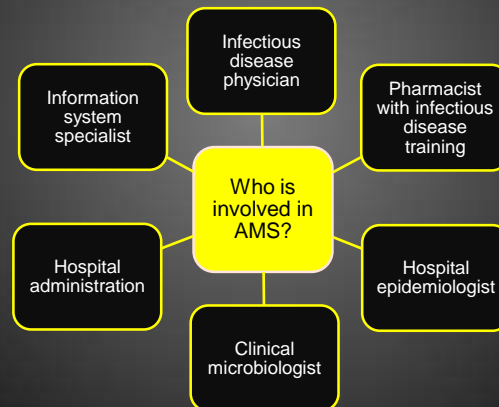 Infectious
disease
physician
Information
system
specialist
Pharmacist
with infectious
disease
training
Who is
involved in
AMS?
Hospital
administration
Hospital
epidemiologist
Clinical
microbiologist